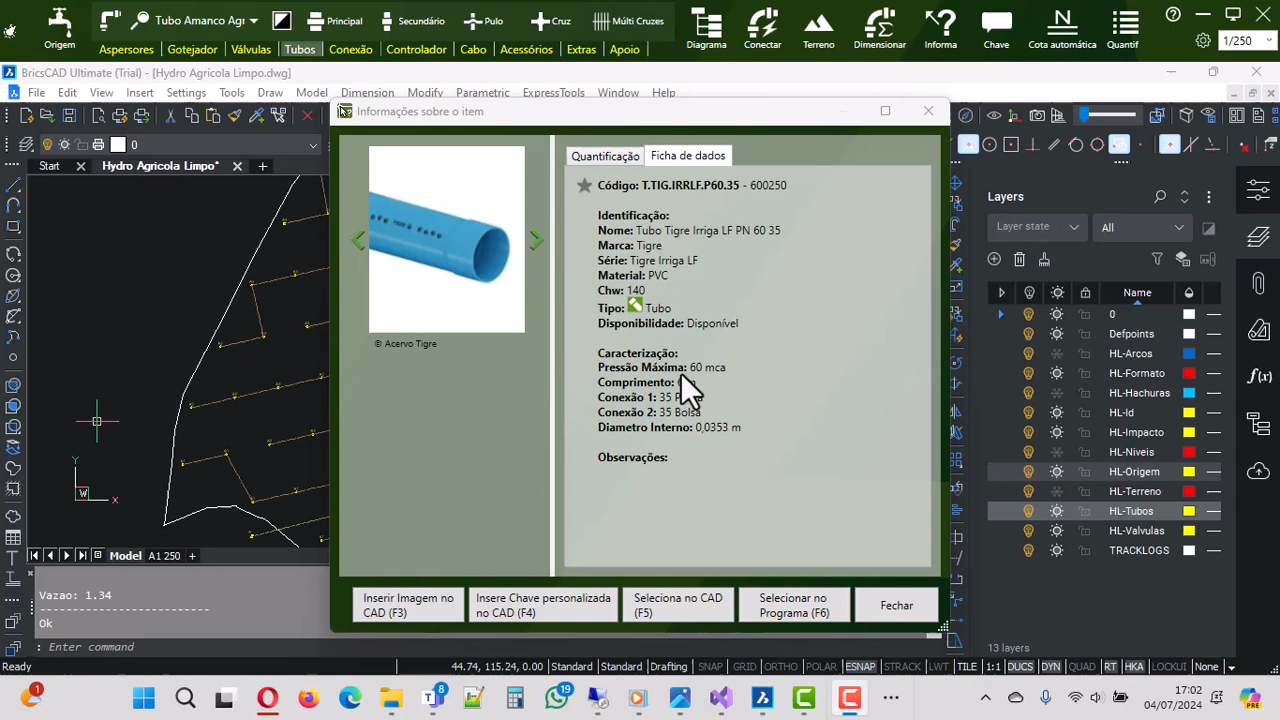 Tubo Amanco Agr
Principal
Secundário
Pulo
Cruz
Múlti Cruzes
Origem
Aspersores
Gotejador
Válvulas
Tubos
Conexão
Controlador
Cabo
Acessórios
Extras
Apoio
Diagrama
Conectar
Terreno
Dimensionar
Informa
Chave
Cota automática
Quantif
1/250
BricsCAD Ultimate (Trial) - [Hydro Agricola Limpo.dwg]
File
Edit
View
Insert
Settings
Tools
Draw
Model
Dimension
Modify
Parametric
ExpressTools
Window
Help
0
Start
Hydro Agricola Limpo*
Informações sobre o item
Quantificação
Ficha de dados
Código: T.TIG.IRRLF.P60.35 - 600250
Identificação:
Nome: Tubo Tigre Irriga LF PN 60 35
Marca: Tigre
Série: Tigre Irriga LF
Material: PVC
Chw: 140
Tipo: Tubo
Disponibilidade: Disponível
Caracterização:
Pressão Máxima: 60 mca
Comprimento:
Conexão 1: 35
Conexão 2: 35 Bolsa
Diametro Interno: 0,0353 m
Observações:
© Acervo Tigre
Inserir Imagem no CAD (F3)
Insere Chave personalizada no CAD (F4)
Seleciona no CAD (F5)
Selecionar no Programa (F6)
Fechar
Layers
Layer state
All
Name
0
Defpoints
HL-Arcos
HL-Formato
HL-Hachuras
HL-Id
HL-Impacto
HL-Niveis
HL-Origem
HL-Terreno
HL-Tubos
HL-Valvulas
TRACKLOGS
13 layers
Y
W
X
Model
A1 250
Vazao: 1.34
----------------------------
Ok
: Enter command
Ready
44.74, 115.24, 0.00
Standard
Standard
Drafting
SNAP
GRID
ORTHO
POLAR
ESNAP
STRACK
LWT
TILE
1:1
DUCS
DYN
QUAD
RT
HKA
LOCKUI
None
1
8
19
17:02
04/07/2024
PRE